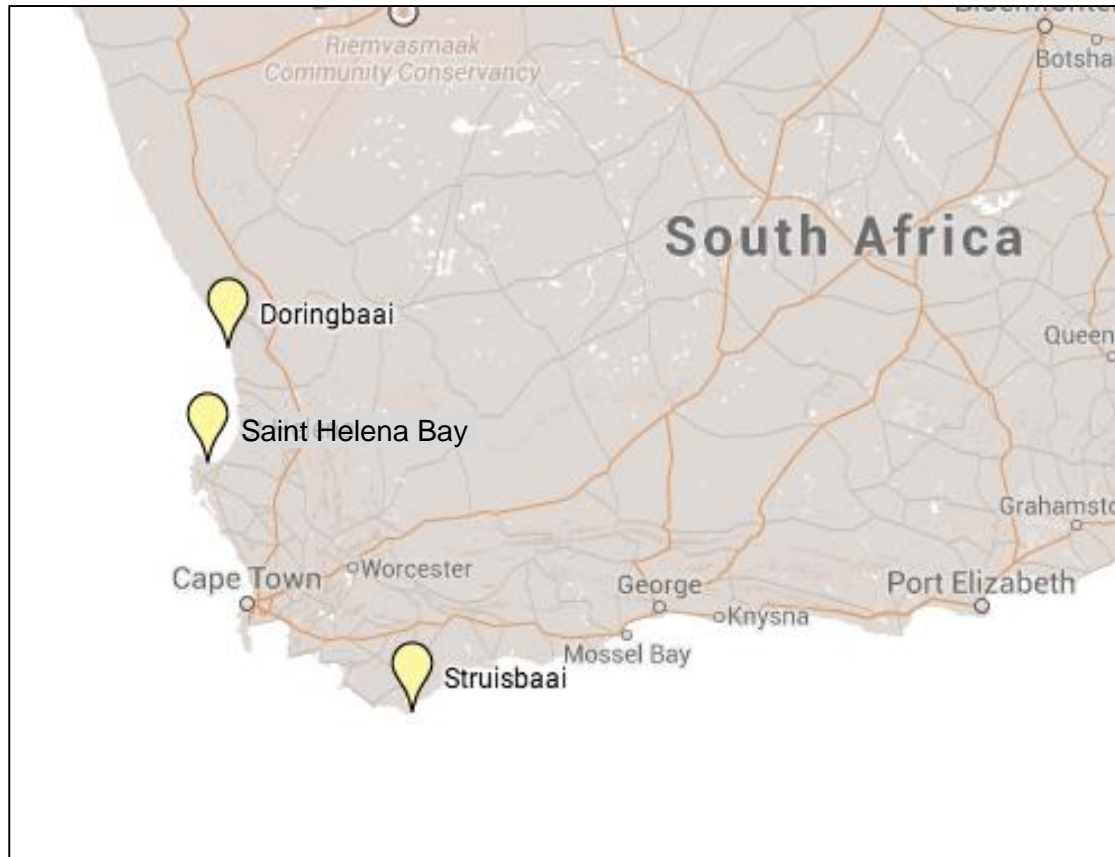 Riemvasmaak
Community Conservancy
Botsha
South Africa
Doringbaai
Queen
Saint Helena Bay
Grahamsto
Cape Town
Worcester
George
Port Elizabeth
Knysna
Mossel Bay
Struisbaai